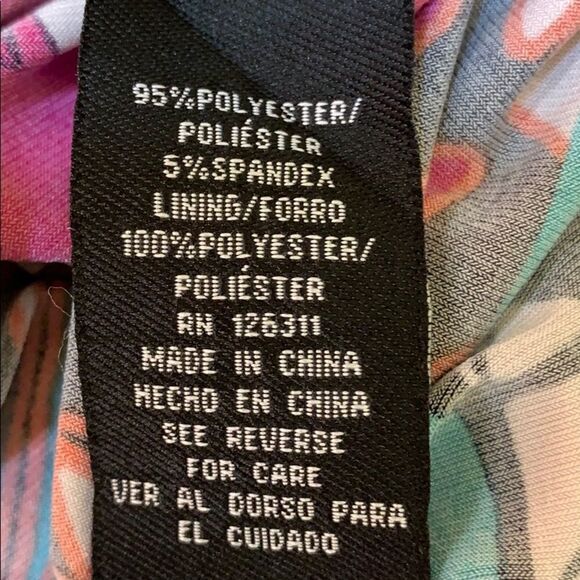 95%POLYESTER/
POLIÉSTER
5%SPANDEX
LINING/FORRO
100%POLYESTER/
POLIÉSTER
RN 126311
MADE IN CHINA
HECHO EN CHINA
SEE REVERSE
FOR CARE
VER AL DORSO PARA
EL CUIDADO